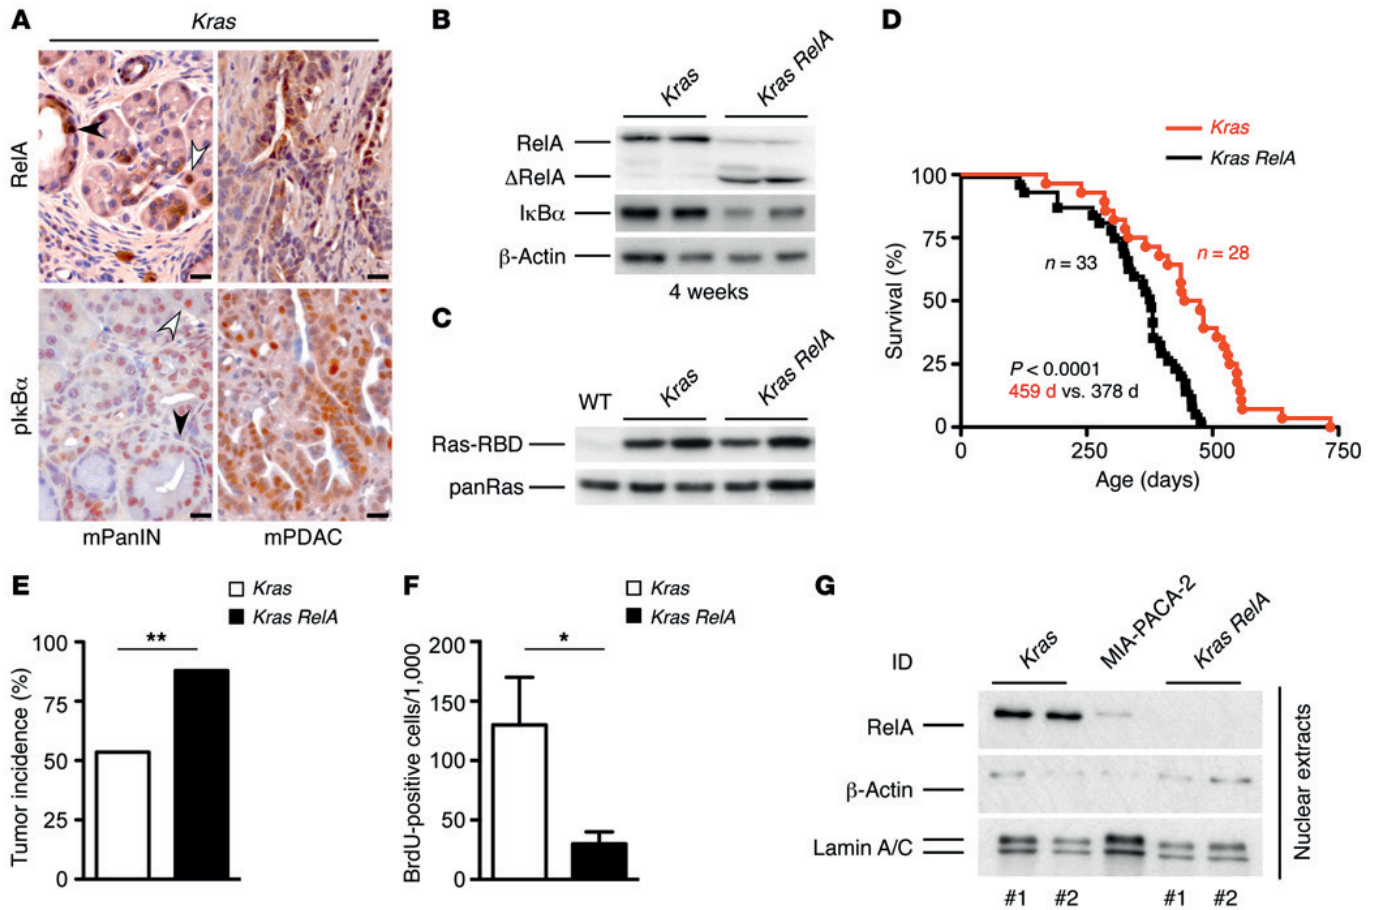 A
Kras
RelA
pIκBα
mPanIN
mPDAC
B
Kras
Kras RelA
RelA
ΔRelA
IκBα
β-Actin
4 weeks
C
WT
Kras
Kras RelA
Ras-RBD
panRas
D
Kras
Kras RelA
Survival (%)
100
75
50
25
0
n = 33
n = 28
P < 0.0001
459 d vs. 378 d
0
250
500
750
Age (days)
E
Kras
Kras RelA
Tumor incidence (%)
100
75
50
25
0
**
F
Kras
Kras RelA
BrdU-positive cells/1,000
200
150
100
50
0
*
G
ID
Kras
MIA-PACA-2
Kras RelA
RelA
β-Actin
Lamin A/C
#1
#2
#1
#2
Nuclear extracts